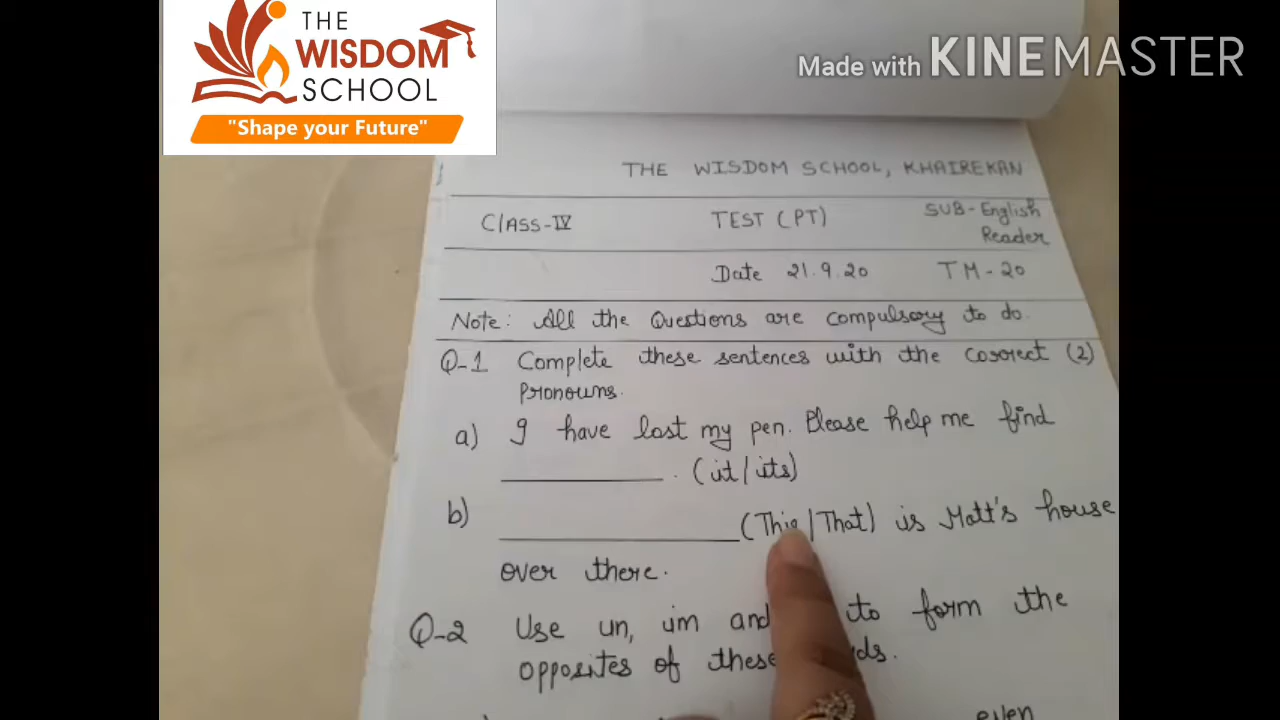 THE
WISDOM
SCHOOL
"Shape your Future"
Made with KINEMASTER
THE WISDOM SCHOOL, KHAIREKAN
Class-IV TEST (PT) SUB-English
Reader
Date 21.9.20 TM-20
Note: All the Questions are compulsory to do.
Q-1 Complete these sentences with the correct (2)
Pronouns.
a) I have lost my pen. Please help me find
. (it/its)
b) (This/That) is Matt's house
over there.
Q-2 Use un, im and to form the
opposites of these
even